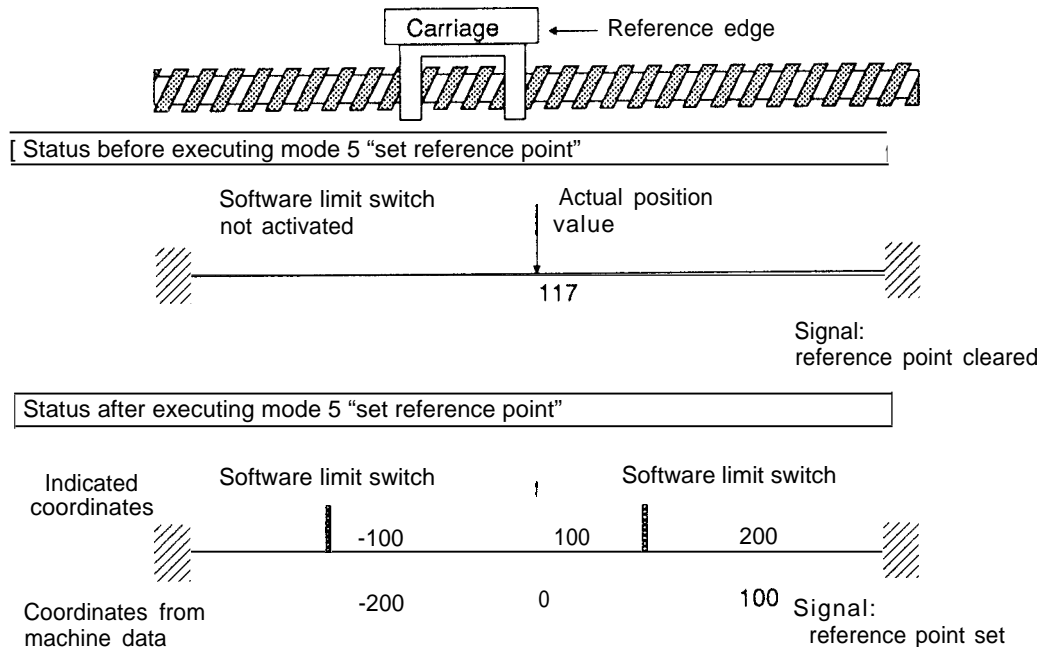 Carriage
Reference edge
[ Status before executing mode 5 “set reference point”
Software limit switch
not activated
Actual position
value
117
Signal:
reference point cleared
Status after executing mode 5 “set reference point”
Indicated
coordinates
Software limit switch
Software limit switch
-100 100 200
Coordinates from
machine data
-200 0 100
Signal:
reference point set